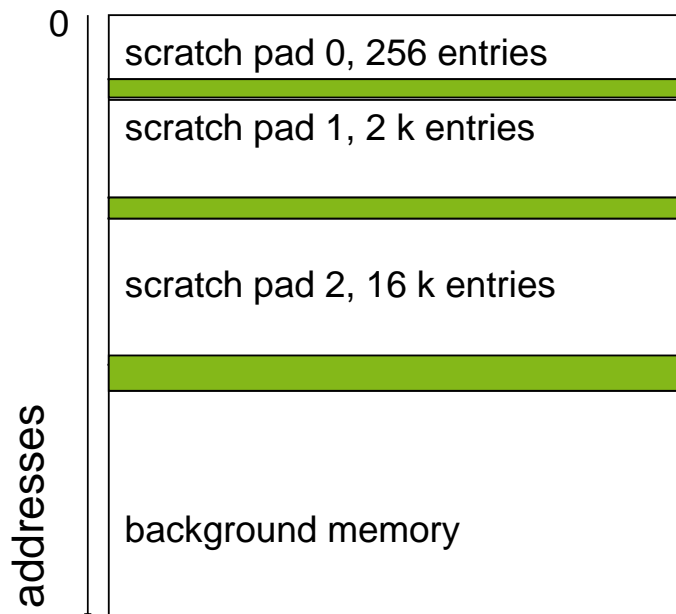 0
scratch pad 0, 256 entries
scratch pad 1, 2 k entries
scratch pad 2, 16 k entries
background memory
addresses